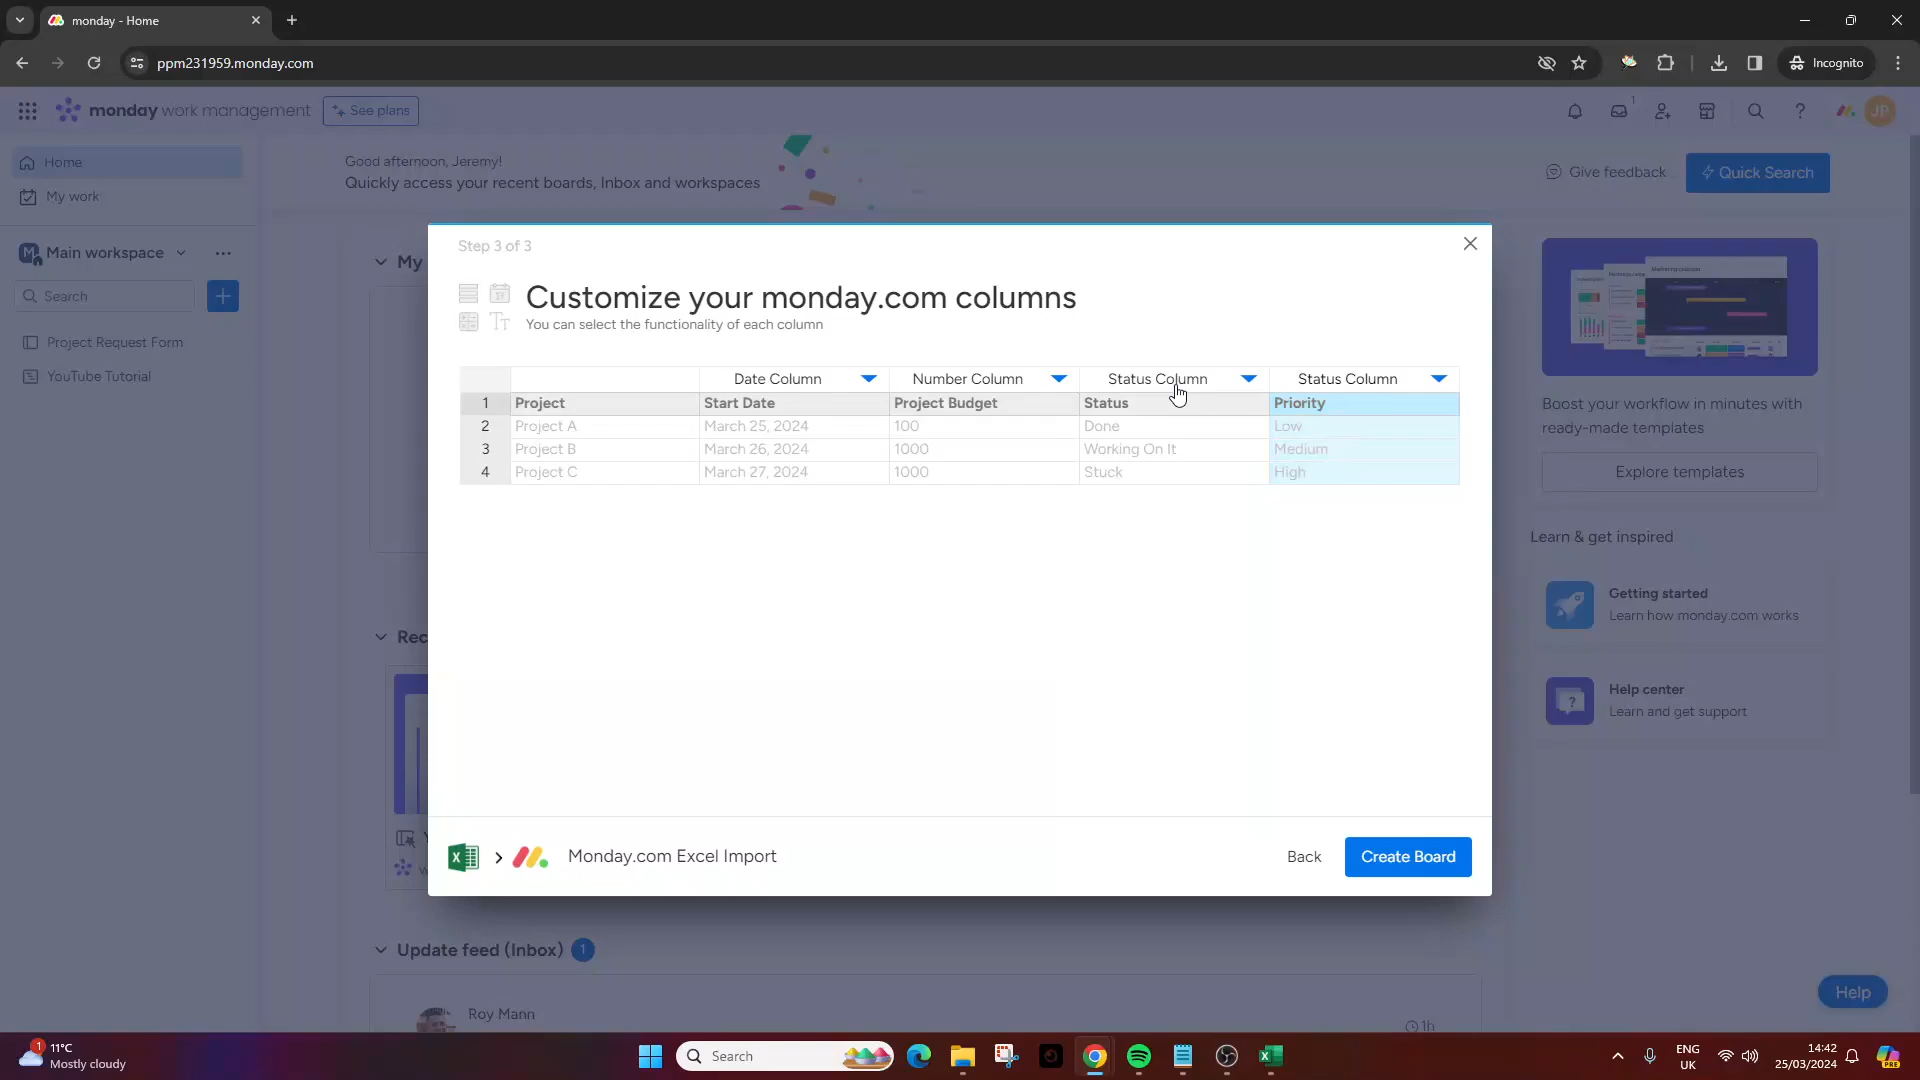 monday - Home
ppm231959.monday.com
Incognito
monday work management
See plans
1
JP
Home
My work
Good afternoon, Jeremy!
Quickly access your recent boards, Inbox and workspaces
Give feedback
Quick Search
M
Main workspace
Search
Project Request Form
YouTube Tutorial
My
Step 3 of 3
Customize your monday.com columns
You can select the functionality of each column
Date Column
Number Column
Status Column
Status Column
1
Project
Start Date
Project Budget
Status
Priority
2
Project A
March 25, 2024
100
Done
Low
3
Project B
March 26, 2024
1000
Working On It
Medium
4
Project C
March 27, 2024
1000
Stuck
High
Boost your workflow in minutes with
ready-made templates
Explore templates
Learn & get inspired
Getting started
Learn how monday.com works
Help center
Learn and get support
Rec
Monday.com Excel Import
Back
Create Board
Update feed (Inbox)
1
Roy Mann
1h
Help
1
11°C
Mostly cloudy
Search
ENG
UK
14:42
25/03/2024
PRE